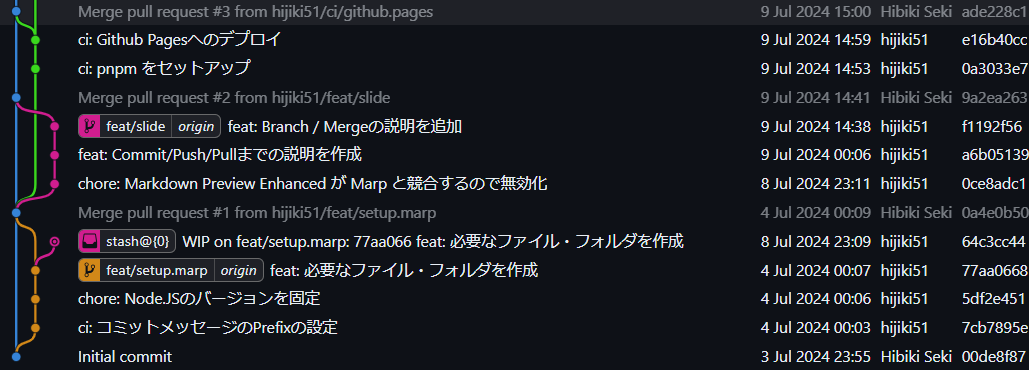 Merge pull request #3 from hijiki51/ci/github.pages 9 Jul 2024 15:00 Hibiki Seki ade228c1
ci: Github Pagesへのデプロイ 9 Jul 2024 14:59 hijiki51 e16b40cc
ci: pnpm をセットアップ 9 Jul 2024 14:53 hijiki51 0a3033e7
Merge pull request #2 from hijiki51/feat/slide 9 Jul 2024 14:41 Hibiki Seki 9a2ea263
feat/slide origin feat: Branch / Mergeの説明を追加 9 Jul 2024 14:38 hijiki51 f1192f56
feat: Commit/Push/Pullまでの説明を作成 9 Jul 2024 00:06 hijiki51 a6b05139
chore: Markdown Preview Enhanced が Marp と競合するので無効化 8 Jul 2024 23:11 hijiki51 0ce8adc1
Merge pull request #1 from hijiki51/feat/setup.marp 4 Jul 2024 00:09 Hibiki Seki 0a4e0b50
stash@{0} WIP on feat/setup.marp: 77aa066 feat: 必要なファイル・フォルダを作成 8 Jul 2024 23:09 hijiki51 64c3cc44
feat/setup.marp origin feat: 必要なファイル・フォルダを作成 4 Jul 2024 00:07 hijiki51 77aa0668
chore: Node.JSのバージョンを固定 4 Jul 2024 00:06 hijiki51 5df2e451
ci: コミットメッセージのPrefixの設定 4 Jul 2024 00:03 hijiki51 7cb7895e
Initial commit 3 Jul 2024 23:55 Hibiki Seki 00de8f87